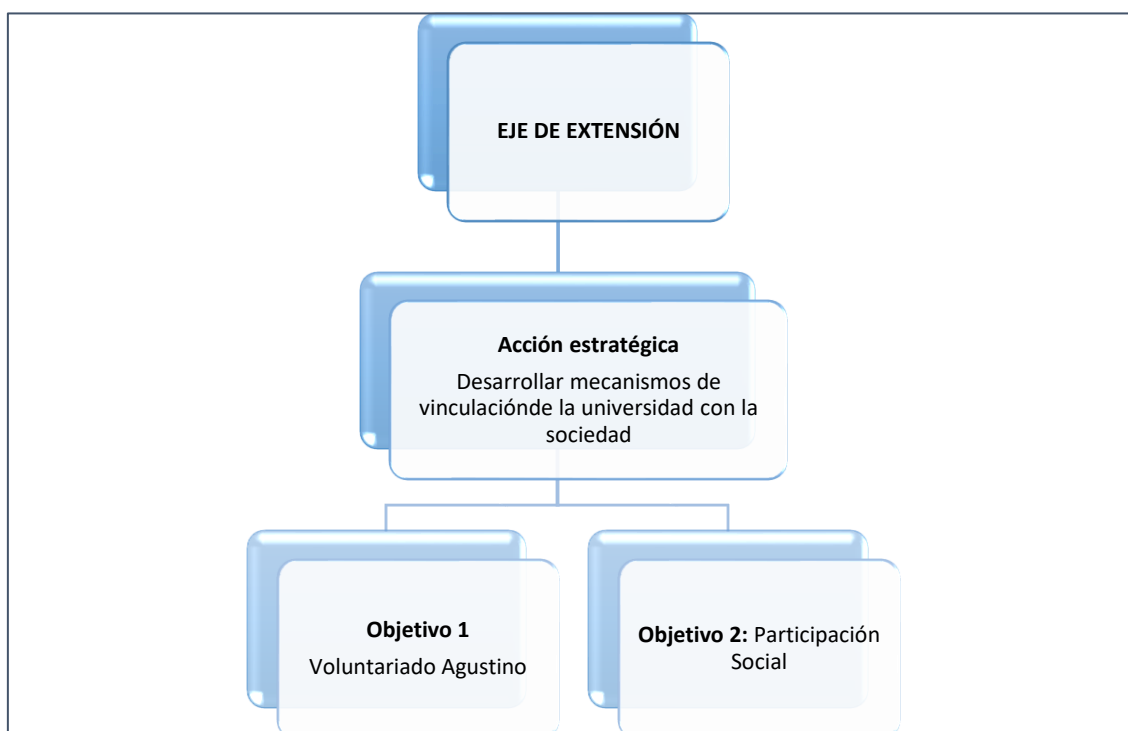 EJE DE EXTENSIÓN
Acción estratégica
Desarrollar mecanismos de
vinculaciónde la universidad con la
sociedad
Objetivo 1
Voluntariado Agustino
Objetivo 2: Participación
Social